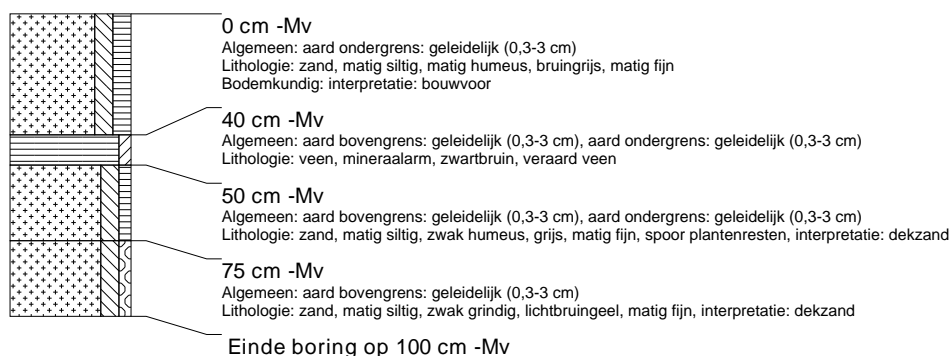 0 cm -Mv
Algemeen: aard ondergrens: geleidelijk (0,3-3 cm)
Lithologie: zand, matig siltig, matig humeus, bruingrijs, matig fijn
Bodemkundig: interpretatie: bouwvoor
40 cm -Mv
Algemeen: aard bovengrens: geleidelijk (0,3-3 cm), aard ondergrens: geleidelijk (0,3-3 cm)
Lithologie: veen, mineraalarm, zwartbruin, veraard veen
50 cm -Mv
Algemeen: aard bovengrens: geleidelijk (0,3-3 cm), aard ondergrens: geleidelijk (0,3-3 cm)
Lithologie: zand, matig siltig, zwak humeus, grijs, matig fijn, spoor plantenresten, interpretatie: dekzand
75 cm -Mv
Algemeen: aard bovengrens: geleidelijk (0,3-3 cm)
Lithologie: zand, matig siltig, zwak grindig, lichtbruingeel, matig fijn, interpretatie: dekzand
Einde boring op 100 cm -Mv